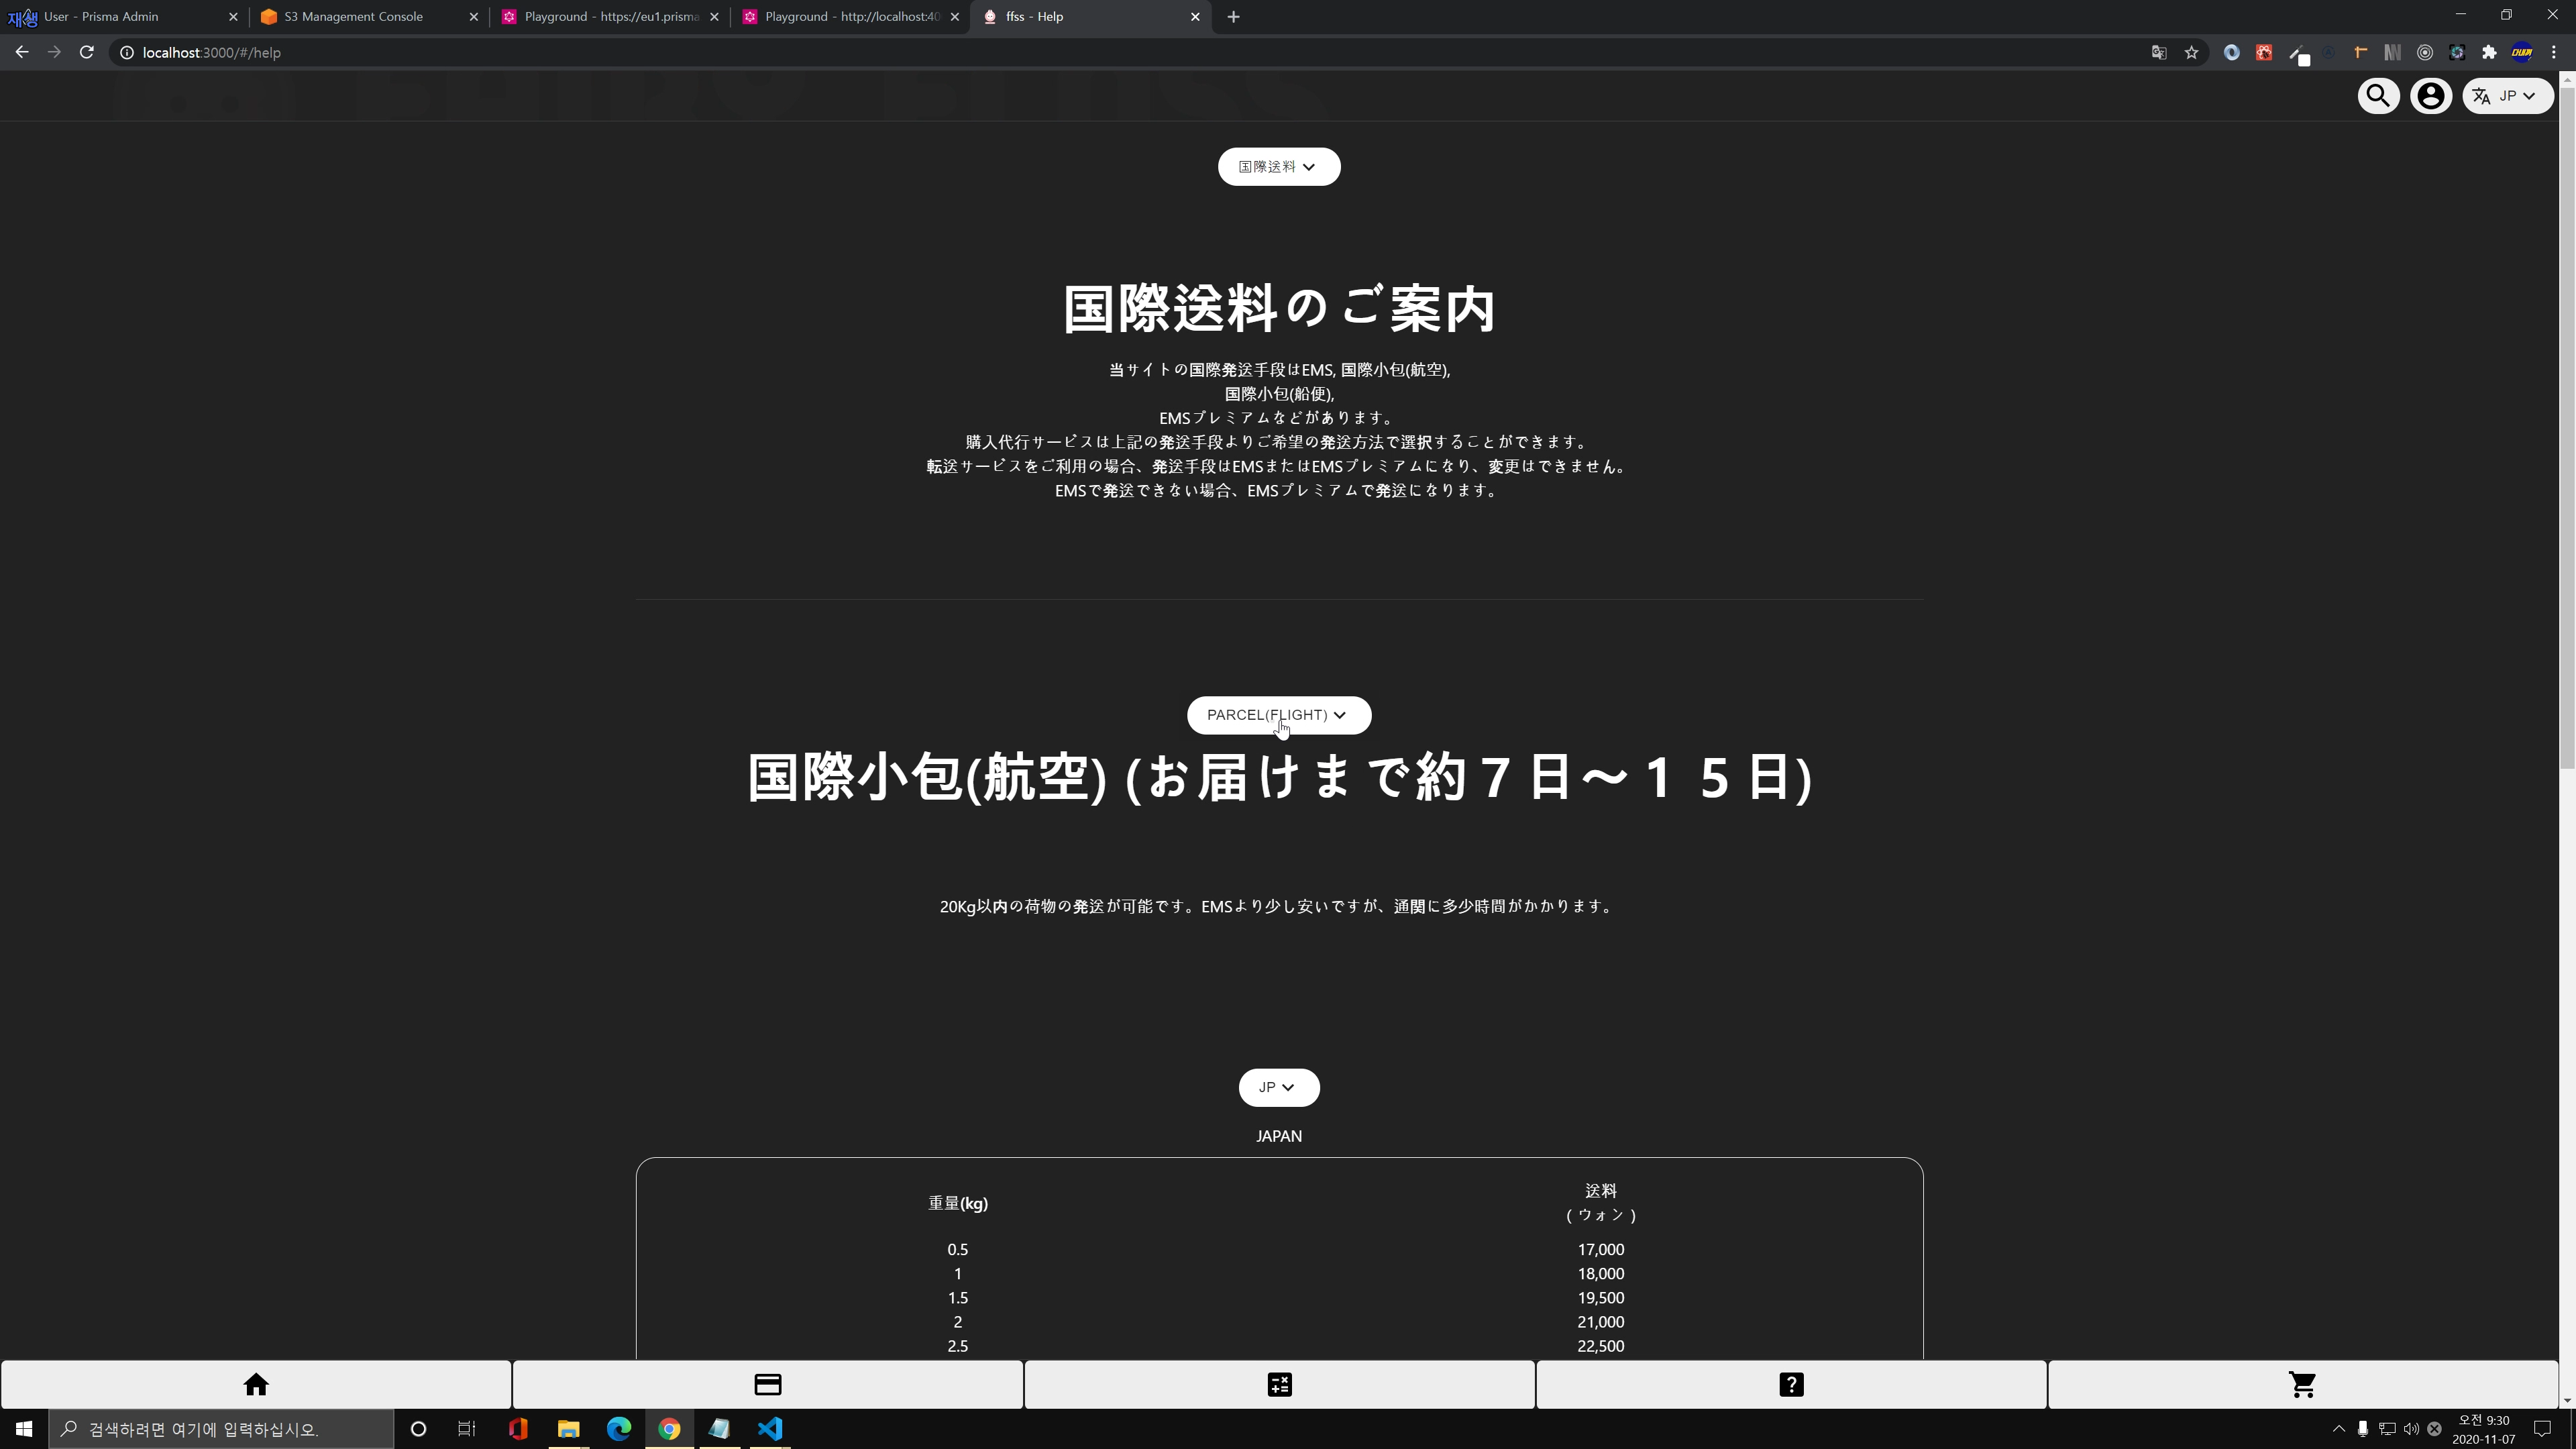 User - Prisma Admin
S3 Management Console
Playground - https://eu1.prisma
Playground - http://localhost:40
ffss - Help
localhost:3000/#/help
JP
国際送料
国際送料のご案内
当サイトの国際発送手段はEMS, 国際小包(航空),
国際小包(船便),
EMSプレミアムなどがあります。
購入代行サービスは上記の発送手段よりご希望の発送方法で選択することができます。
転送サービスをご利用の場合、発送手段はEMSまたはEMSプレミアムになり、変更はできません。
EMSで発送できない場合、EMSプレミアムで発送になります。
PARCEL(FLIGHT)
国際小包(航空) (お届けまで約７日～１５日)
20Kg以内の荷物の発送が可能です。EMSより少し安いですが、通関に多少時間がかかります。
JP
JAPAN
重量(kg)
送料
( ウォン )
0.5 17,000
1 18,000
1.5 19,500
2 21,000
2.5 22,500
검색하려면 여기에 입력하십시오.
오전 9:30
2020-11-07